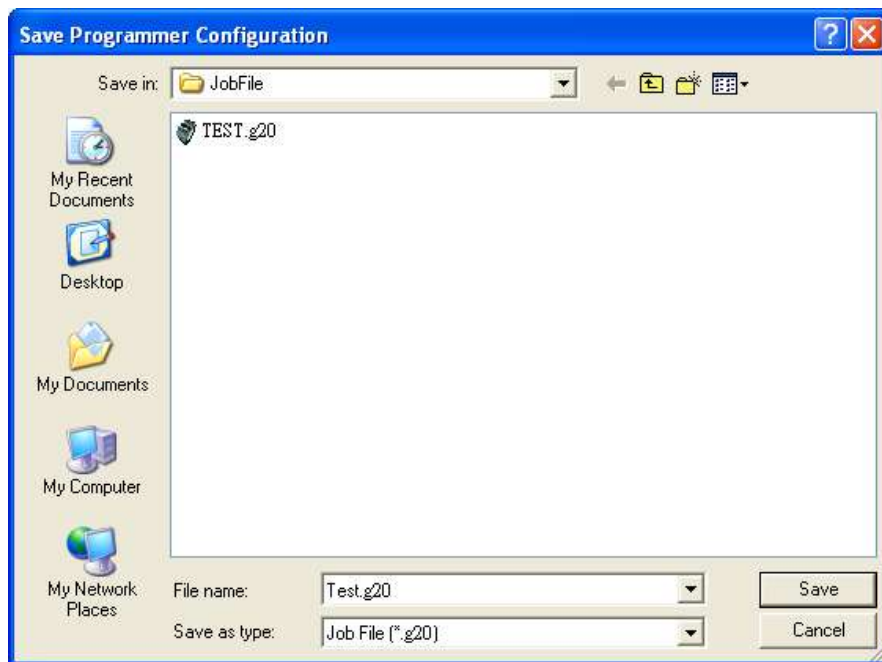 Save Programmer Configuration
Save in:
JobFile
TEST.g20
My Recent
Documents
Desktop
My Documents
My Computer
My Network
Places
File name:
Test.g20
Save
Save as type:
Job File (*.g20)
Cancel